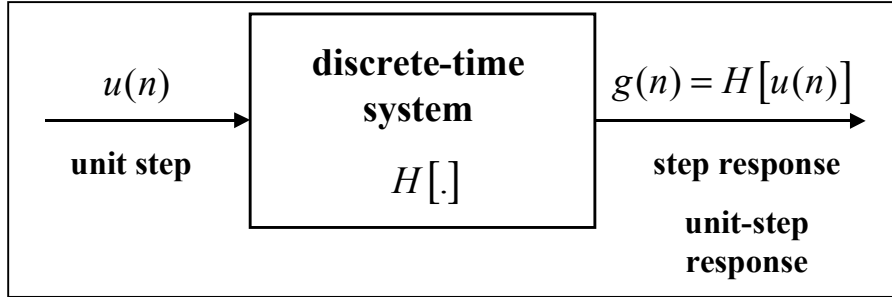 u(n)
unit step
discrete-time
system
H[.]
g(n) = H[u(n)]
step response
unit-step
response